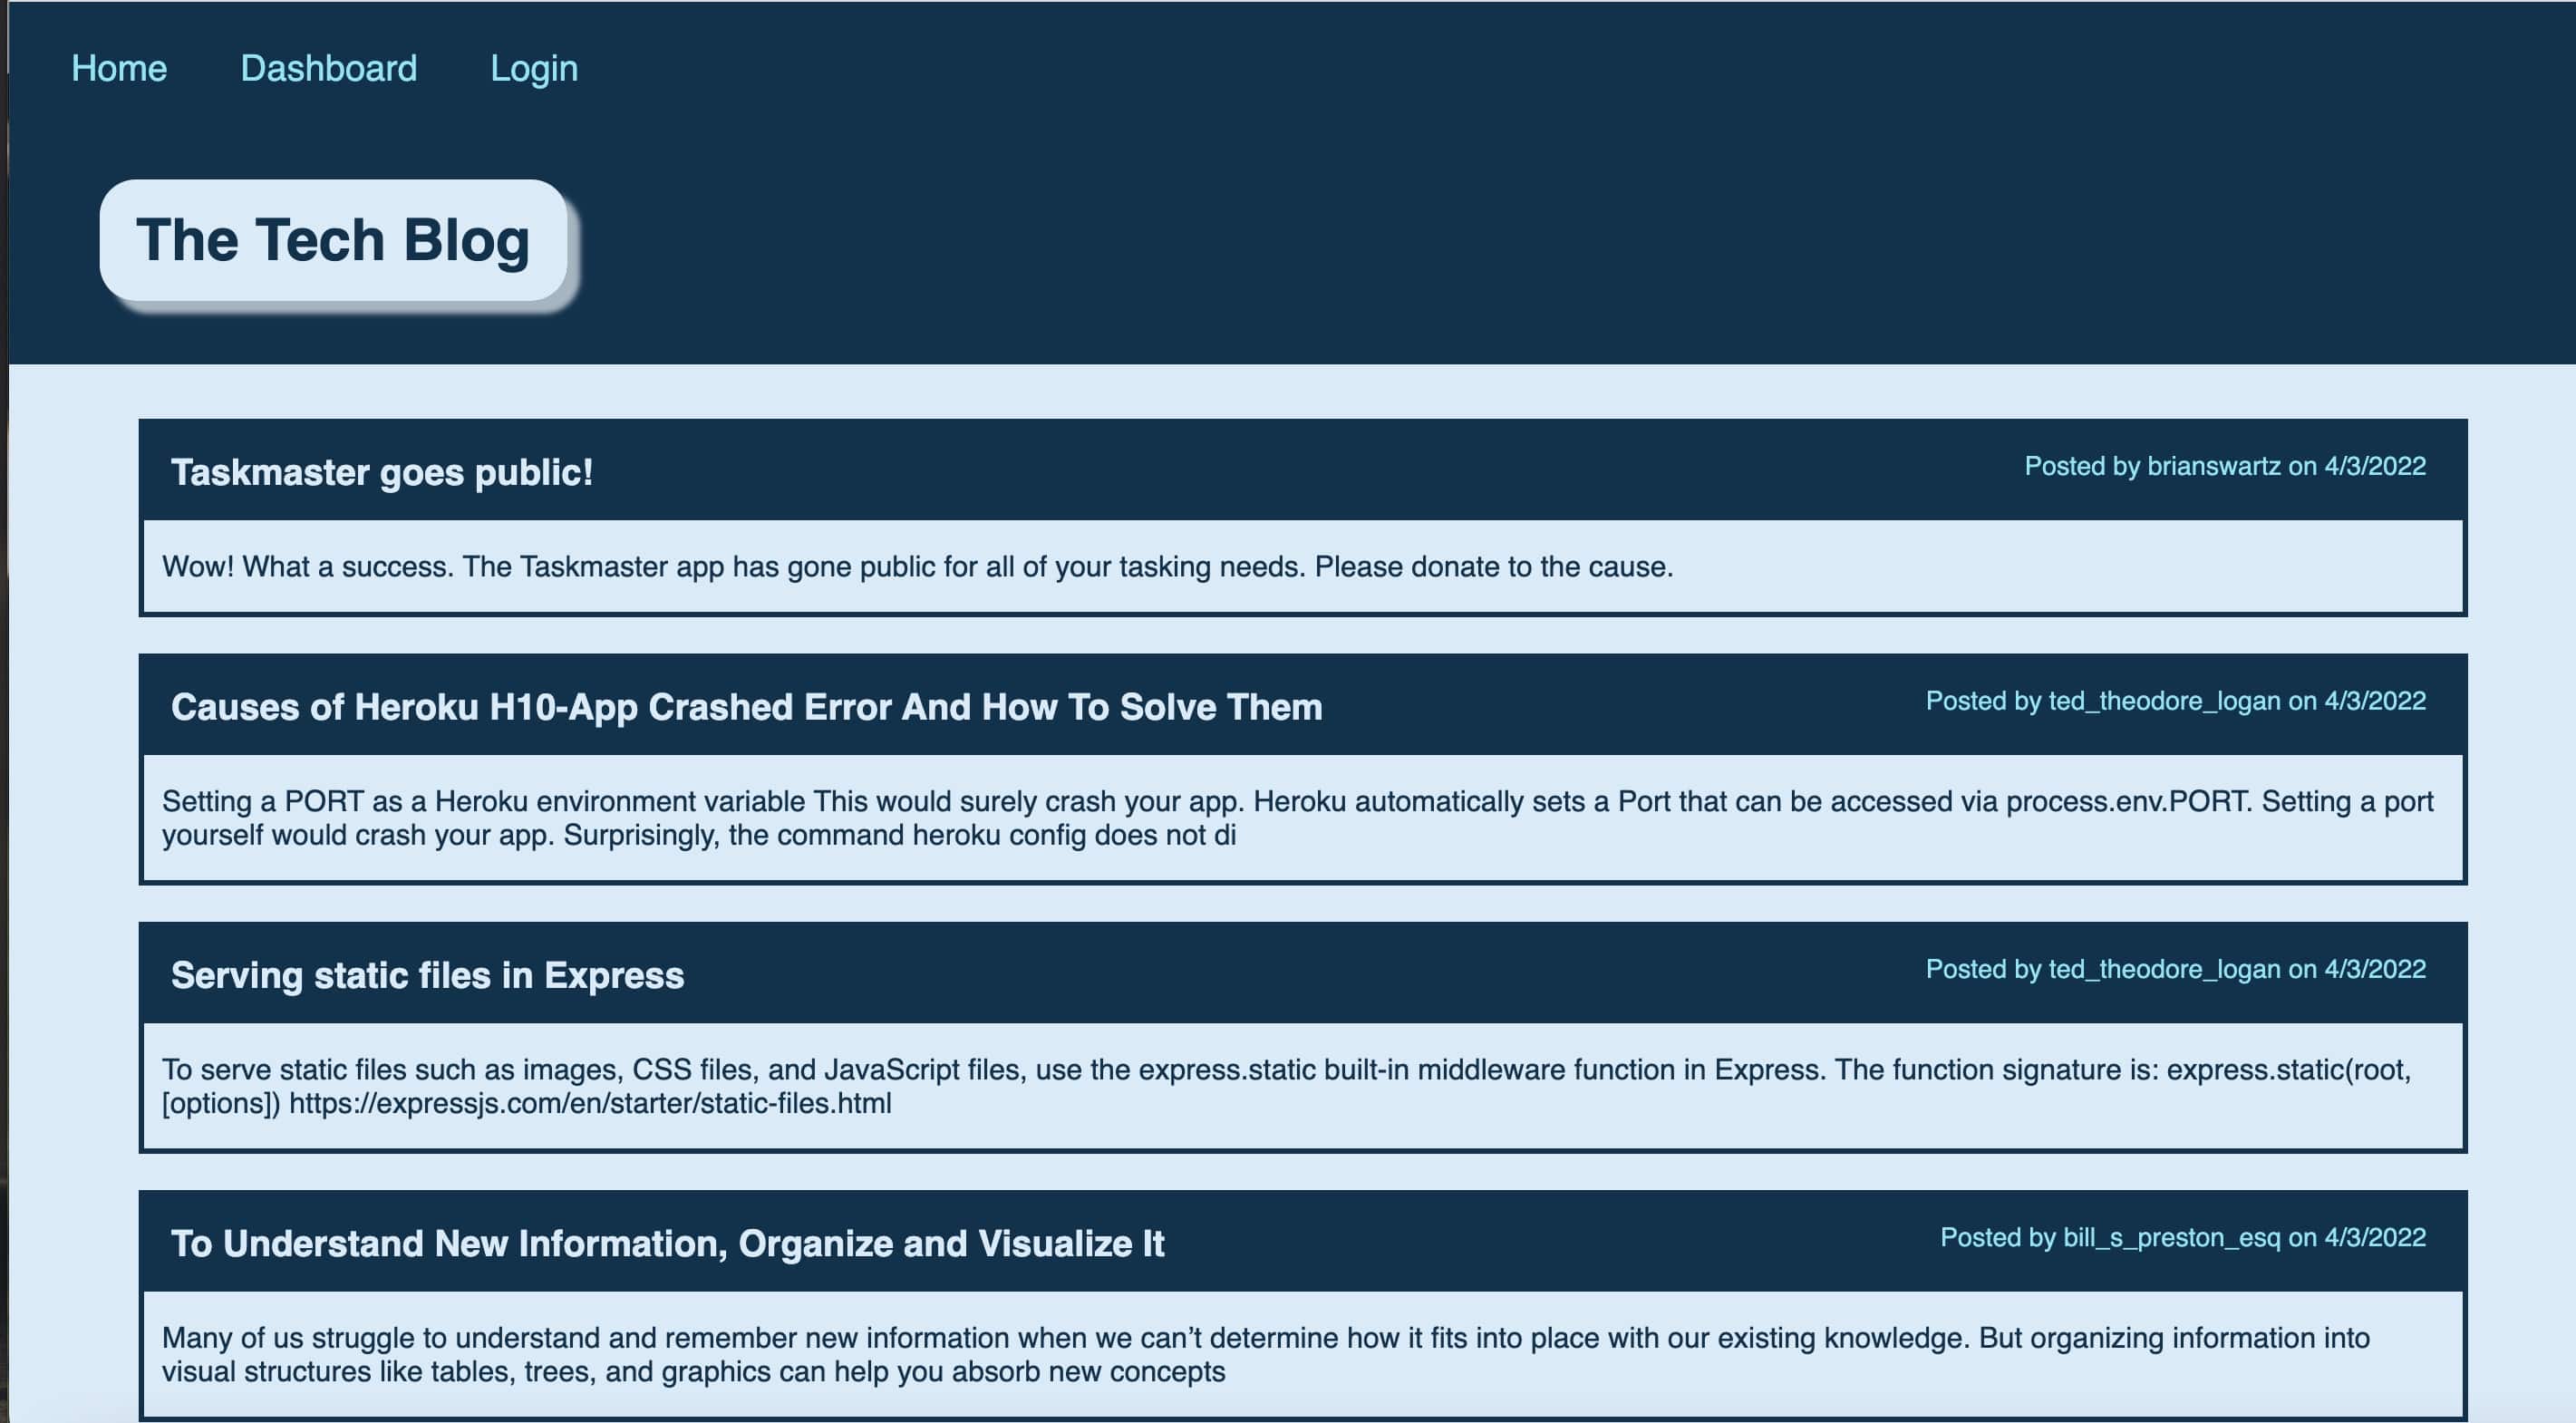 Home Dashboard Login
The Tech Blog
Taskmaster goes public!
Posted by brianswartz on 4/3/2022
Wow! What a success. The Taskmaster app has gone public for all of your tasking needs. Please donate to the cause.
Causes of Heroku H10-App Crashed Error And How To Solve Them
Posted by ted_theodore_logan on 4/3/2022
Setting a PORT as a Heroku environment variable This would surely crash your app. Heroku automatically sets a Port that can be accessed via process.env.PORT. Setting a port
yourself would crash your app. Surprisingly, the command heroku config does not di
Serving static files in Express
Posted by ted_theodore_logan on 4/3/2022
To serve static files such as images, CSS files, and JavaScript files, use the express.static built-in middleware function in Express. The function signature is: express.static(root,
[options]) https://expressjs.com/en/starter/static-files.html
To Understand New Information, Organize and Visualize It
Posted by bill_s_preston_esq on 4/3/2022
Many of us struggle to understand and remember new information when we can’t determine how it fits into place with our existing knowledge. But organizing information into
visual structures like tables, trees, and graphics can help you absorb new concepts